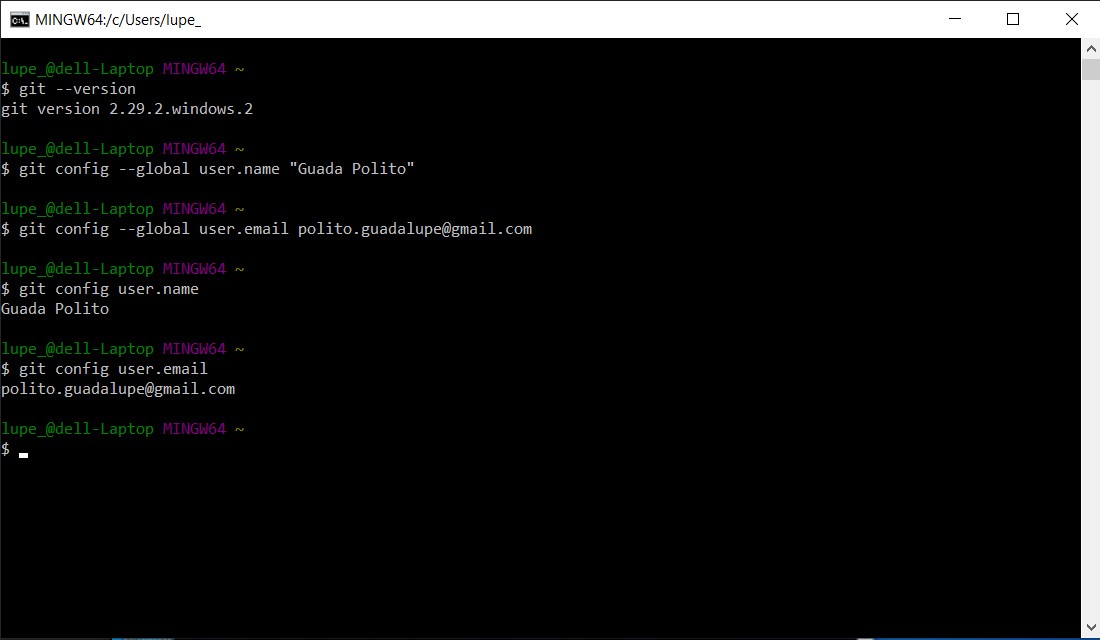 MINGW64:/c/Users/lupe_
lupe_@dell-Laptop MINGW64 ~
$ git --version
git version 2.29.2.windows.2
lupe_@dell-Laptop MINGW64 ~
$ git config --global user.name "Guada Polito"
lupe_@dell-Laptop MINGW64 ~
$ git config --global user.email polito.guadalupe@gmail.com
lupe_@dell-Laptop MINGW64 ~
$ git config user.name
Guada Polito
lupe_@dell-Laptop MINGW64 ~
$ git config user.email
polito.guadalupe@gmail.com
lupe_@dell-Laptop MINGW64 ~
$